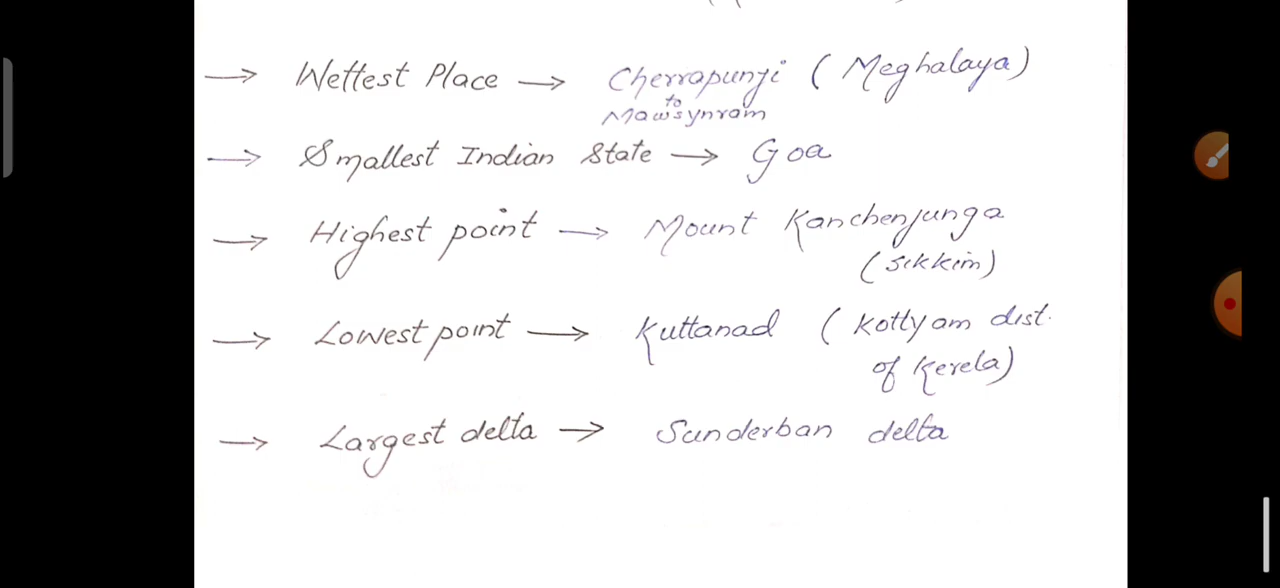 → Wettest Place → Cherrapunji (Meghalaya)
to
Mawsynram
→ Smallest Indian State → Goa
→ Highest point → Mount Kanchenjunga
(Sikkim)
→ Lowest point → Kuttanad (Kottyam dist.
of Kerela)
→ Largest delta → Sunderban delta